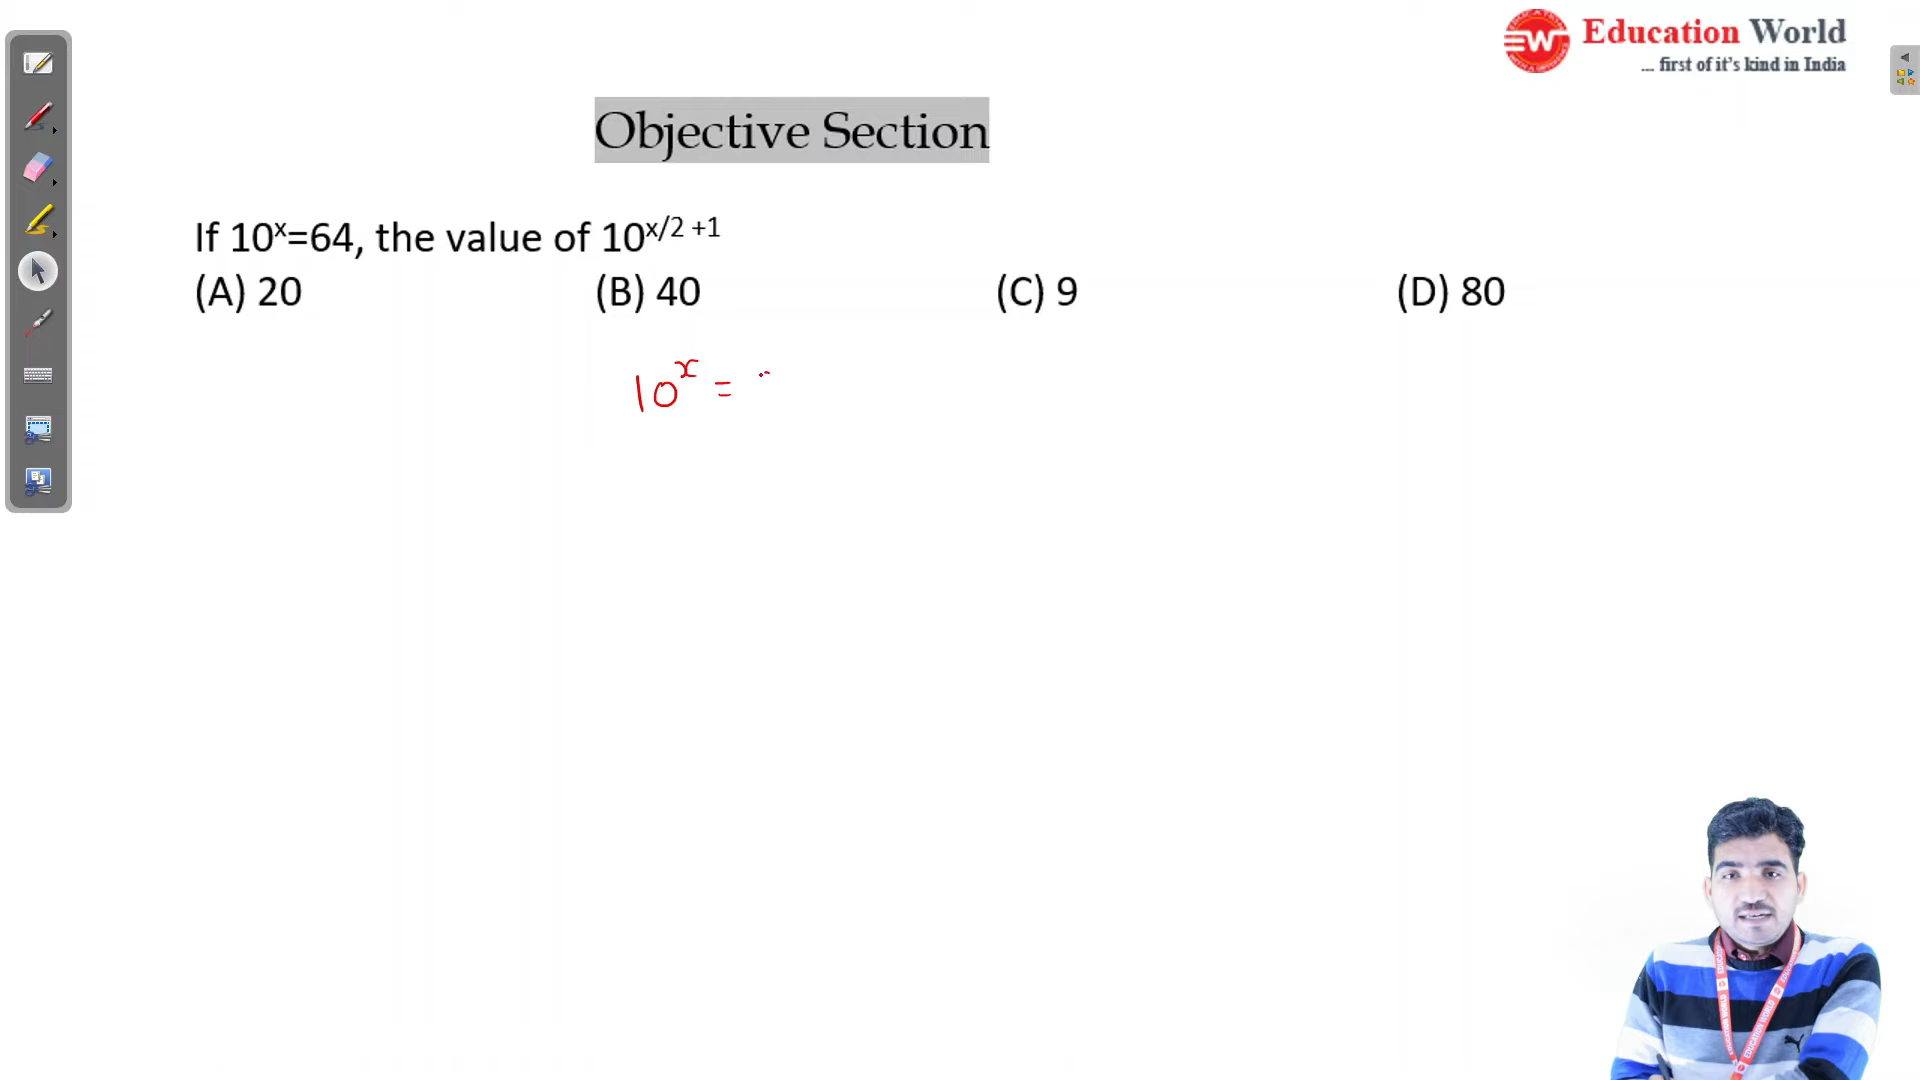 Education World
... first of it's kind in India
Objective Section
If 10ˣ=64, the value of 10ˣ/² ⁺¹
(A) 20 (B) 40 (C) 9 (D) 80
10ˣ =